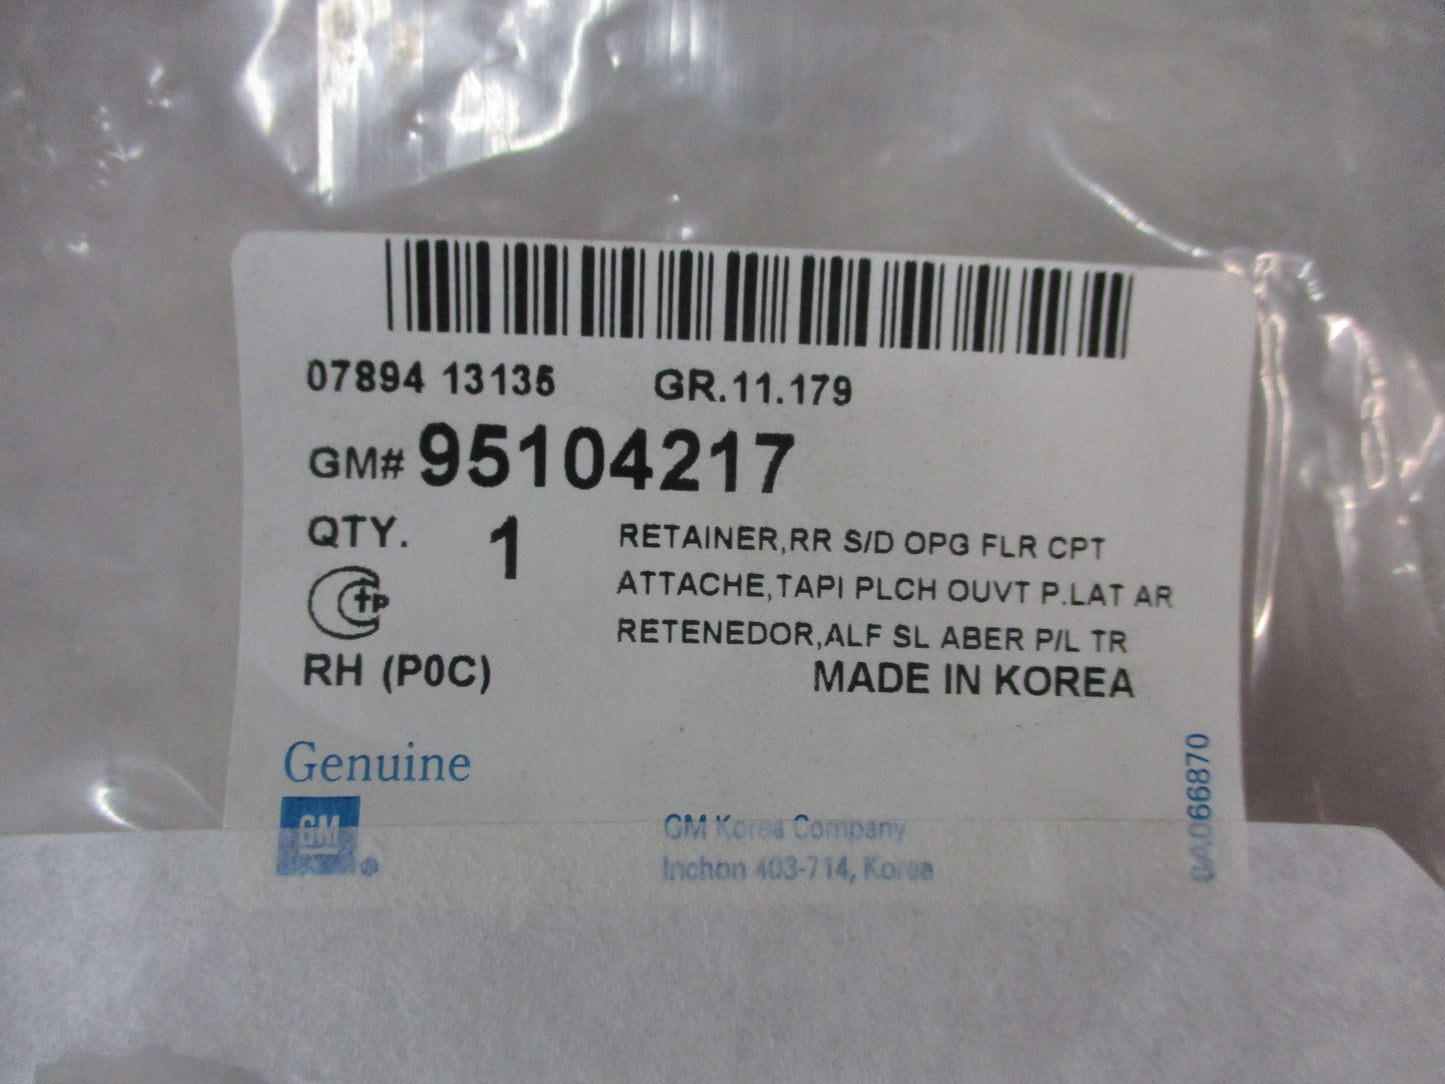 07894 13135 GR.11.179
GM# 95104217
QTY. 1
RETAINER,RR S/D OPG FLR CPT
ATTACHE,TAPI PLCH OUVT P.LAT AR
RETENEDOR,ALF SL ABER P/L TR
RH (P0C)
MADE IN KOREA
Genuine
GM ®
GM Korea Company
Inchon 403-714, Korea
0A066870